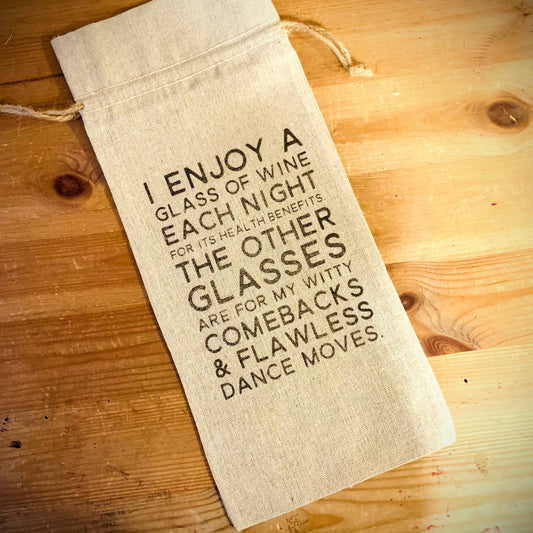 I ENJOY A
GLASS OF WINE
EACH NIGHT
FOR ITS HEALTH BENEFITS
THE OTHER
GLASSES
ARE FOR MY WITTY
COMEBACKS
& FLAWLESS
DANCE MOVES.